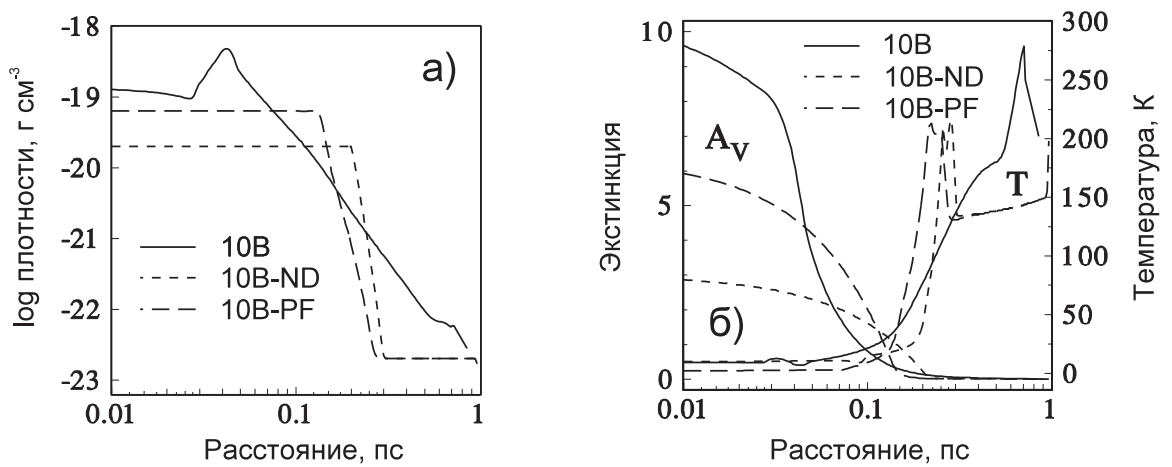 а)
log плотности, г см⁻³
-18
-19
-20
-21
-22
-23
10B
10B-ND
10B-PF
0.01
0.1
1
Расстояние, пс
б)
Экстинкция
10
5
0
A_V
T
10B
10B-ND
10B-PF
300
250
200
150
100
50
0
Температура, К
0.01
0.1
1
Расстояние, пс